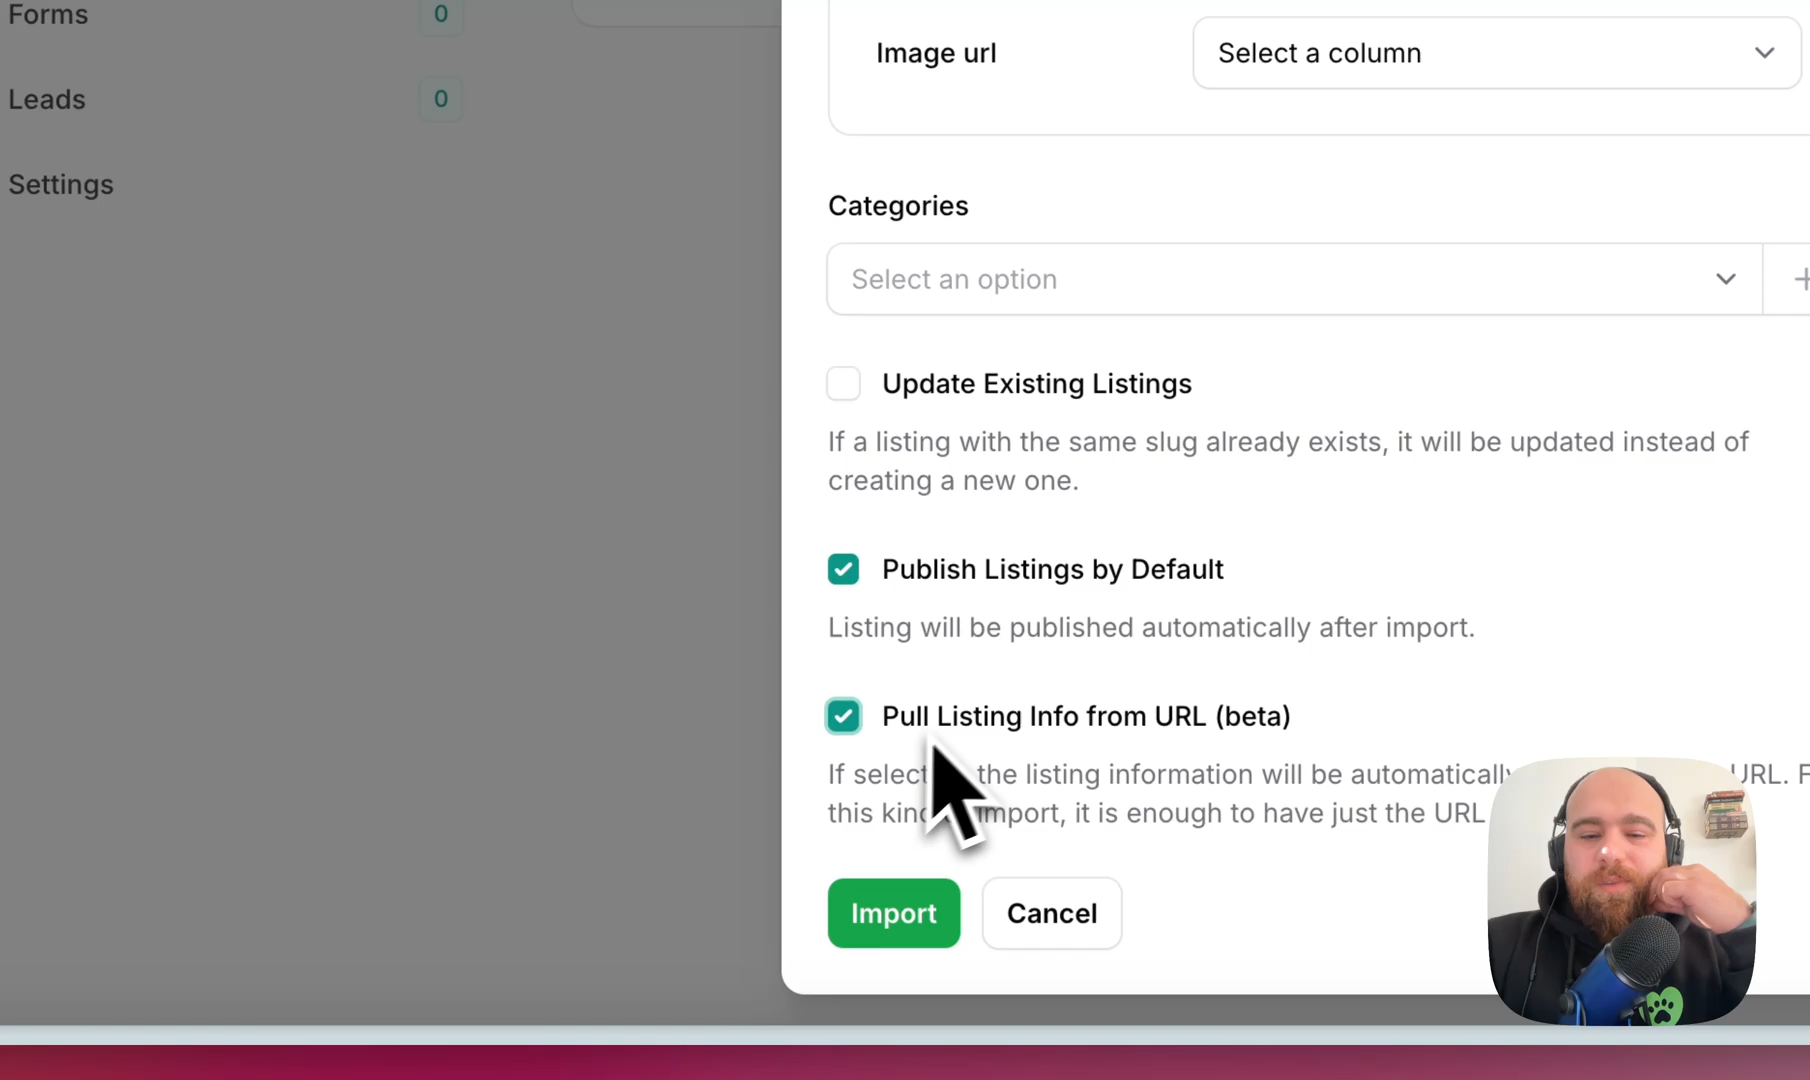 Forms 0
Leads 0
Settings
Image url Select a column
Categories
Select an option
Update Existing Listings
If a listing with the same slug already exists, it will be updated instead of
creating a new one.
Publish Listings by Default
Listing will be published automatically after import.
Pull Listing Info from URL (beta)
If the listing information will be automatically URL.
this import, it is enough to have just the URL
Import Cancel